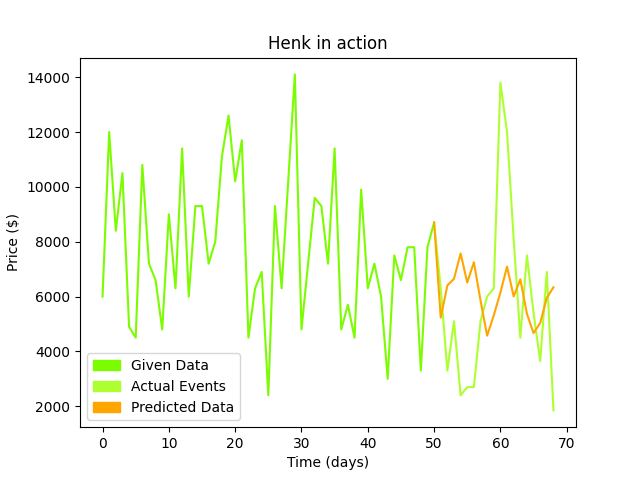 Henk in action
Price ($)
14000
12000
10000
8000
6000
4000
2000
Given Data
Actual Events
Predicted Data
0 10 20 30 40 50 60 70
Time (days)